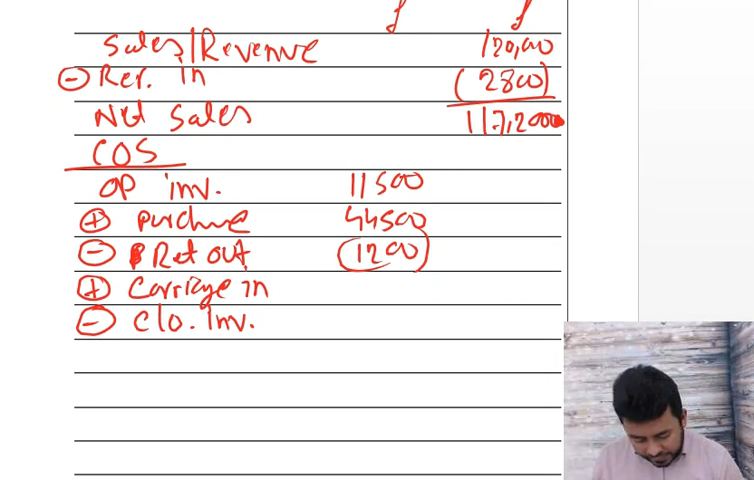 £ £
Sales/Revenue 120,000
- Ret. in (2800)
Net Sales 117,2000
COS
OP inv. 11500
+ purchase 44500
- Ret out (1200)
+ Carriage in
- Clo. Inv.